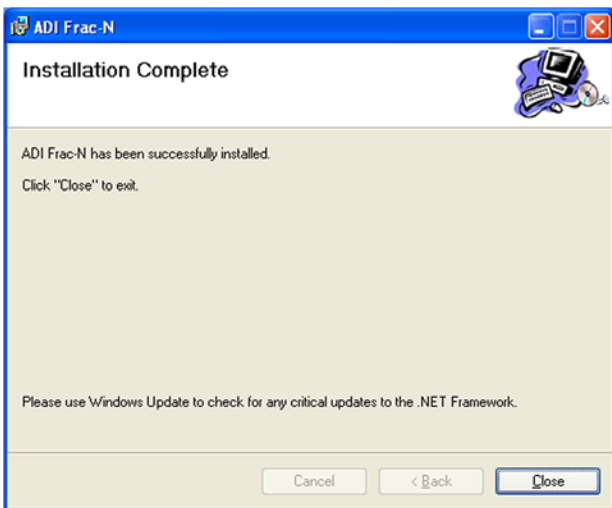 ADI Frac-N
Installation Complete
ADI Frac-N has been successfully installed.
Click "Close" to exit.
Please use Windows Update to check for any critical updates to the .NET Framework.
Cancel
< Back
Close